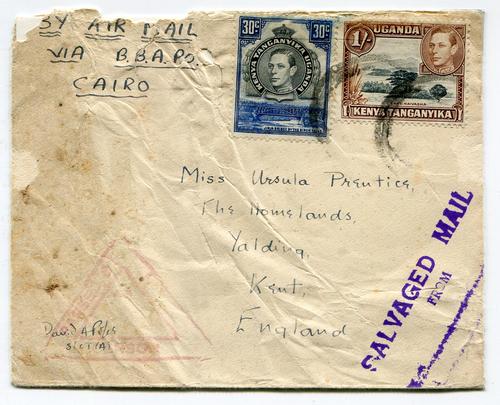 BY AIR MAIL
VIA B.B.A.P.O.
CAIRO
30c 30c
KENYA TANGANYIKA UGANDA
1/-
UGANDA
KENYA TANGANYIKA
Miss Ursula Prentice,
The Homelands,
Yalding,
Kent,
England
SALVAGED MAIL
FROM
David A